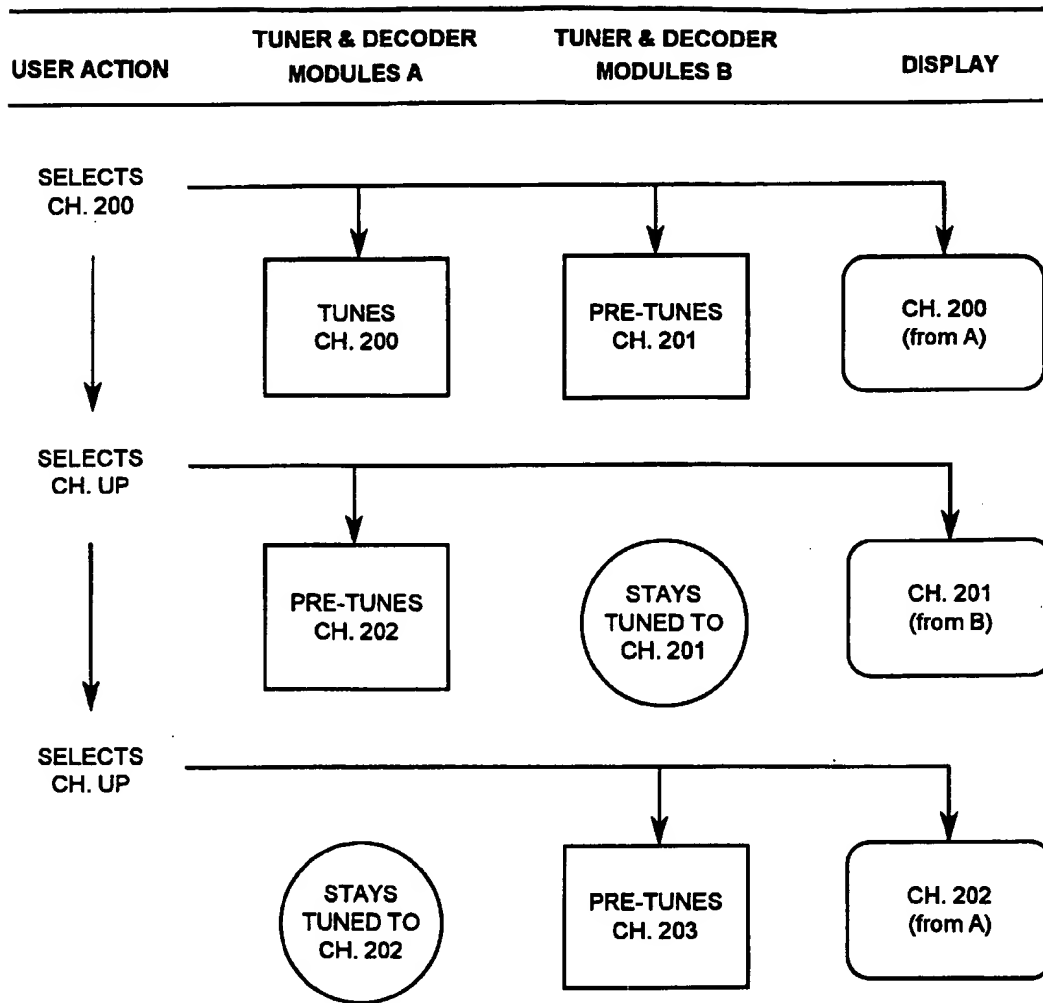 USER ACTION
TUNER & DECODER
MODULES A
TUNER & DECODER
MODULES B
DISPLAY
SELECTS
CH. 200
TUNES
CH. 200
PRE-TUNES
CH. 201
CH. 200
(from A)
SELECTS
CH. UP
PRE-TUNES
CH. 202
STAYS
TUNED TO
CH. 201
CH. 201
(from B)
SELECTS
CH. UP
STAYS
TUNED TO
CH. 202
PRE-TUNES
CH. 203
CH. 202
(from A)